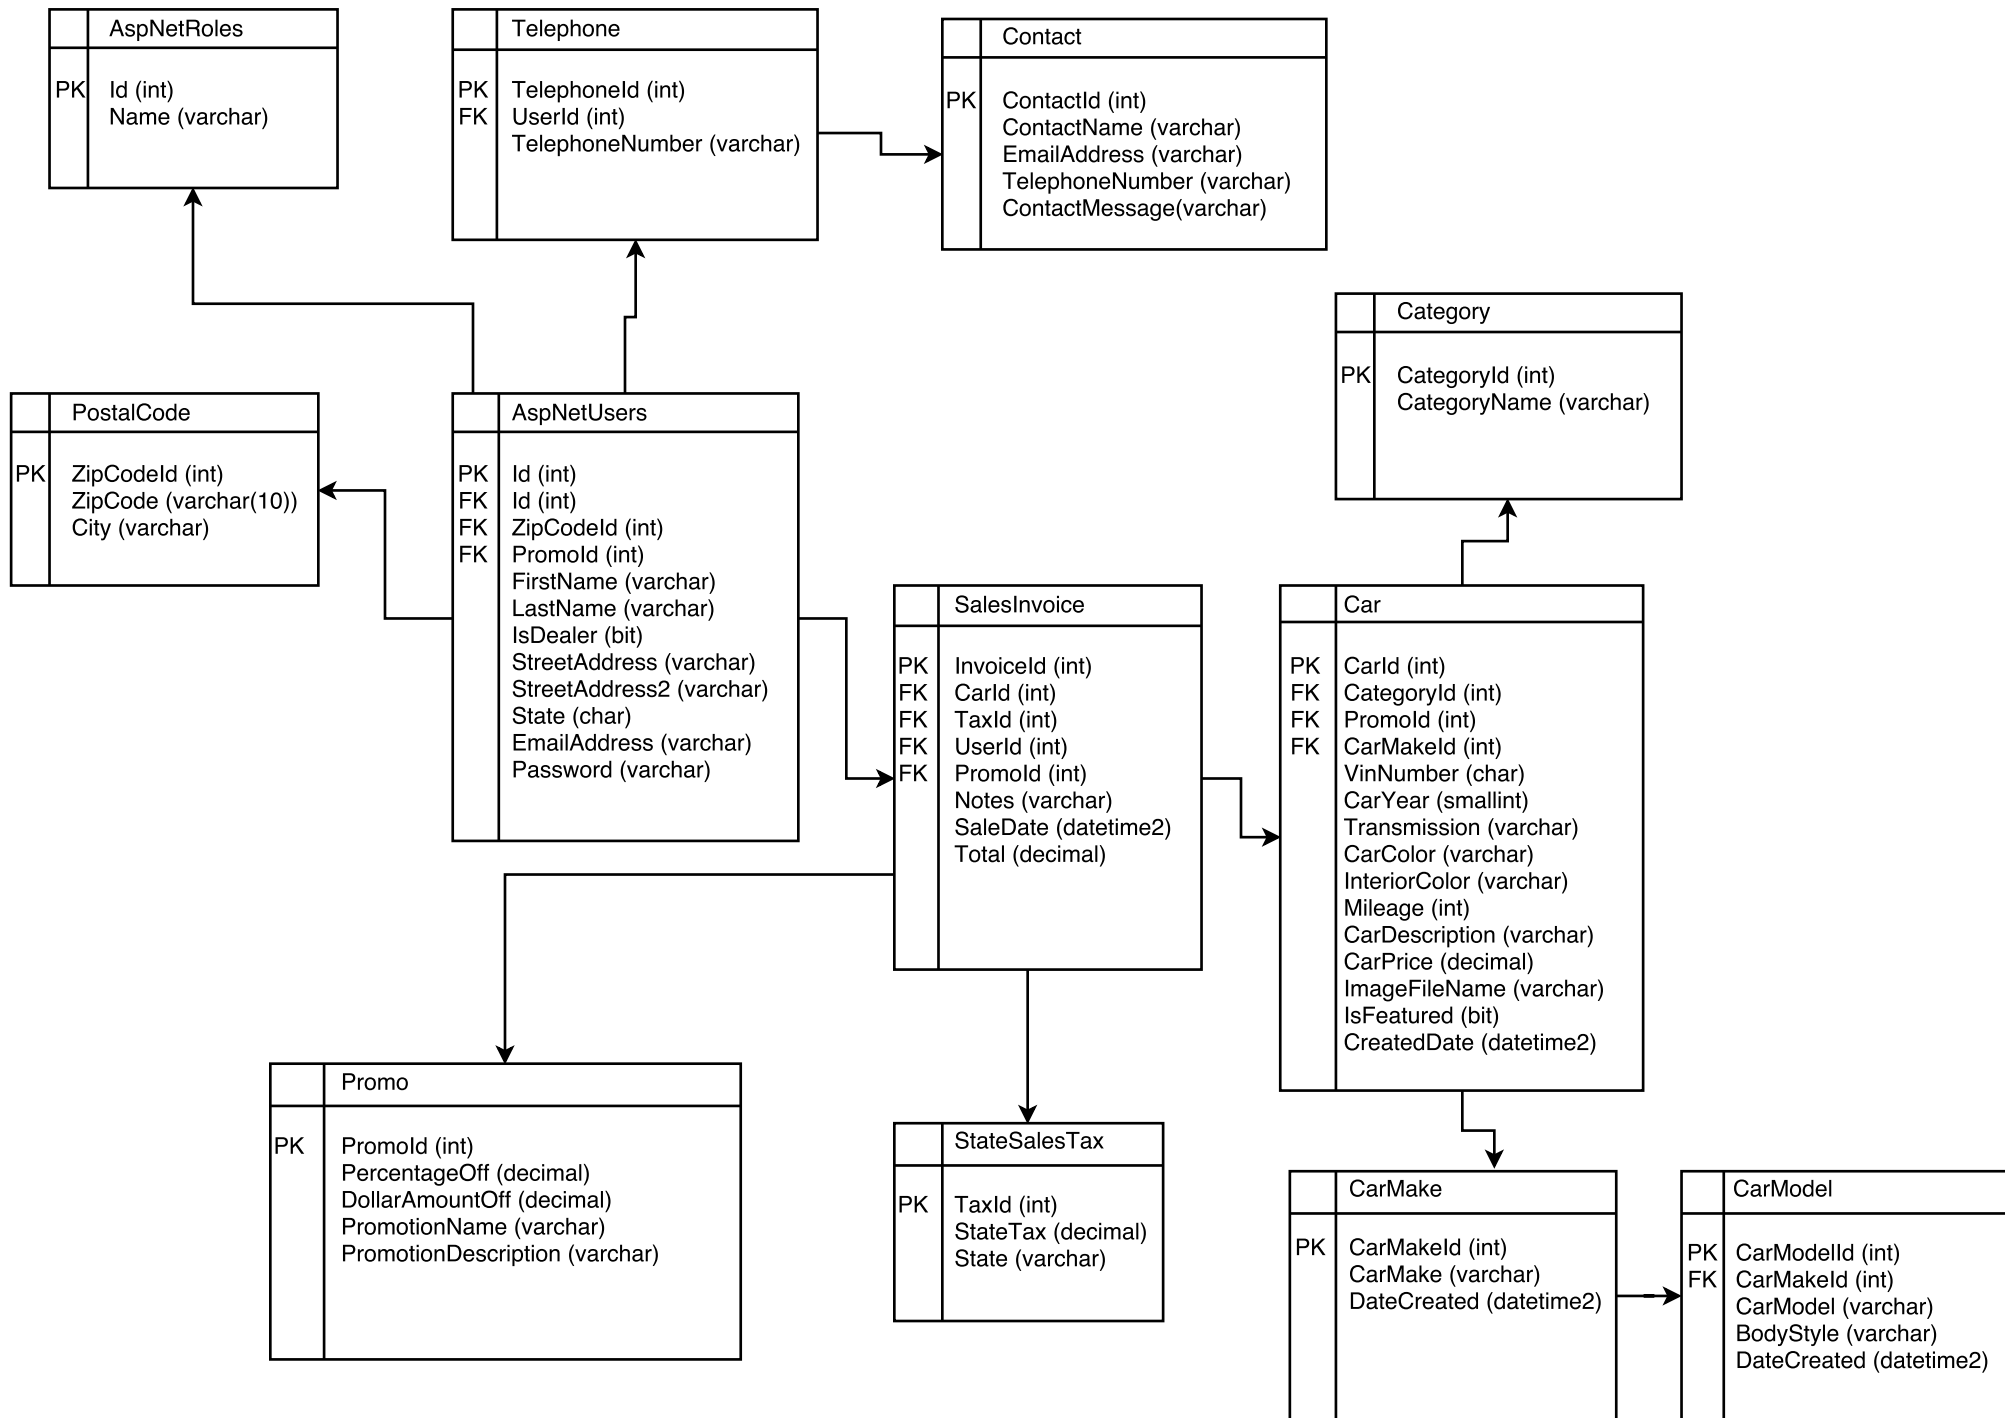 AspNetRoles
PK Id (int)
Name (varchar)
Telephone
PK TelephoneId (int)
FK UserId (int)
TelephoneNumber (varchar)
Contact
PK ContactId (int)
ContactName (varchar)
EmailAddress (varchar)
TelephoneNumber (varchar)
ContactMessage(varchar)
Category
PK CategoryId (int)
CategoryName (varchar)
PostalCode
PK ZipCodeId (int)
ZipCode (varchar(10))
City (varchar)
AspNetUsers
PK Id (int)
FK Id (int)
FK ZipCodeId (int)
FK PromoId (int)
FirstName (varchar)
LastName (varchar)
IsDealer (bit)
StreetAddress (varchar)
StreetAddress2 (varchar)
State (char)
EmailAddress (varchar)
Password (varchar)
SalesInvoice
PK InvoiceId (int)
FK CarId (int)
FK TaxId (int)
FK UserId (int)
FK PromoId (int)
Notes (varchar)
SaleDate (datetime2)
Total (decimal)
Car
PK CarId (int)
FK CategoryId (int)
FK PromoId (int)
FK CarMakeId (int)
VinNumber (char)
CarYear (smallint)
Transmission (varchar)
CarColor (varchar)
InteriorColor (varchar)
Mileage (int)
CarDescription (varchar)
CarPrice (decimal)
ImageFileName (varchar)
IsFeatured (bit)
CreatedDate (datetime2)
Promo
PK PromoId (int)
PercentageOff (decimal)
DollarAmountOff (decimal)
PromotionName (varchar)
PromotionDescription (varchar)
StateSalesTax
PK TaxId (int)
StateTax (decimal)
State (varchar)
CarMake
PK CarMakeId (int)
CarMake (varchar)
DateCreated (datetime2)
CarModel
PK CarModelId (int)
FK CarMakeId (int)
CarModel (varchar)
BodyStyle (varchar)
DateCreated (datetime2)